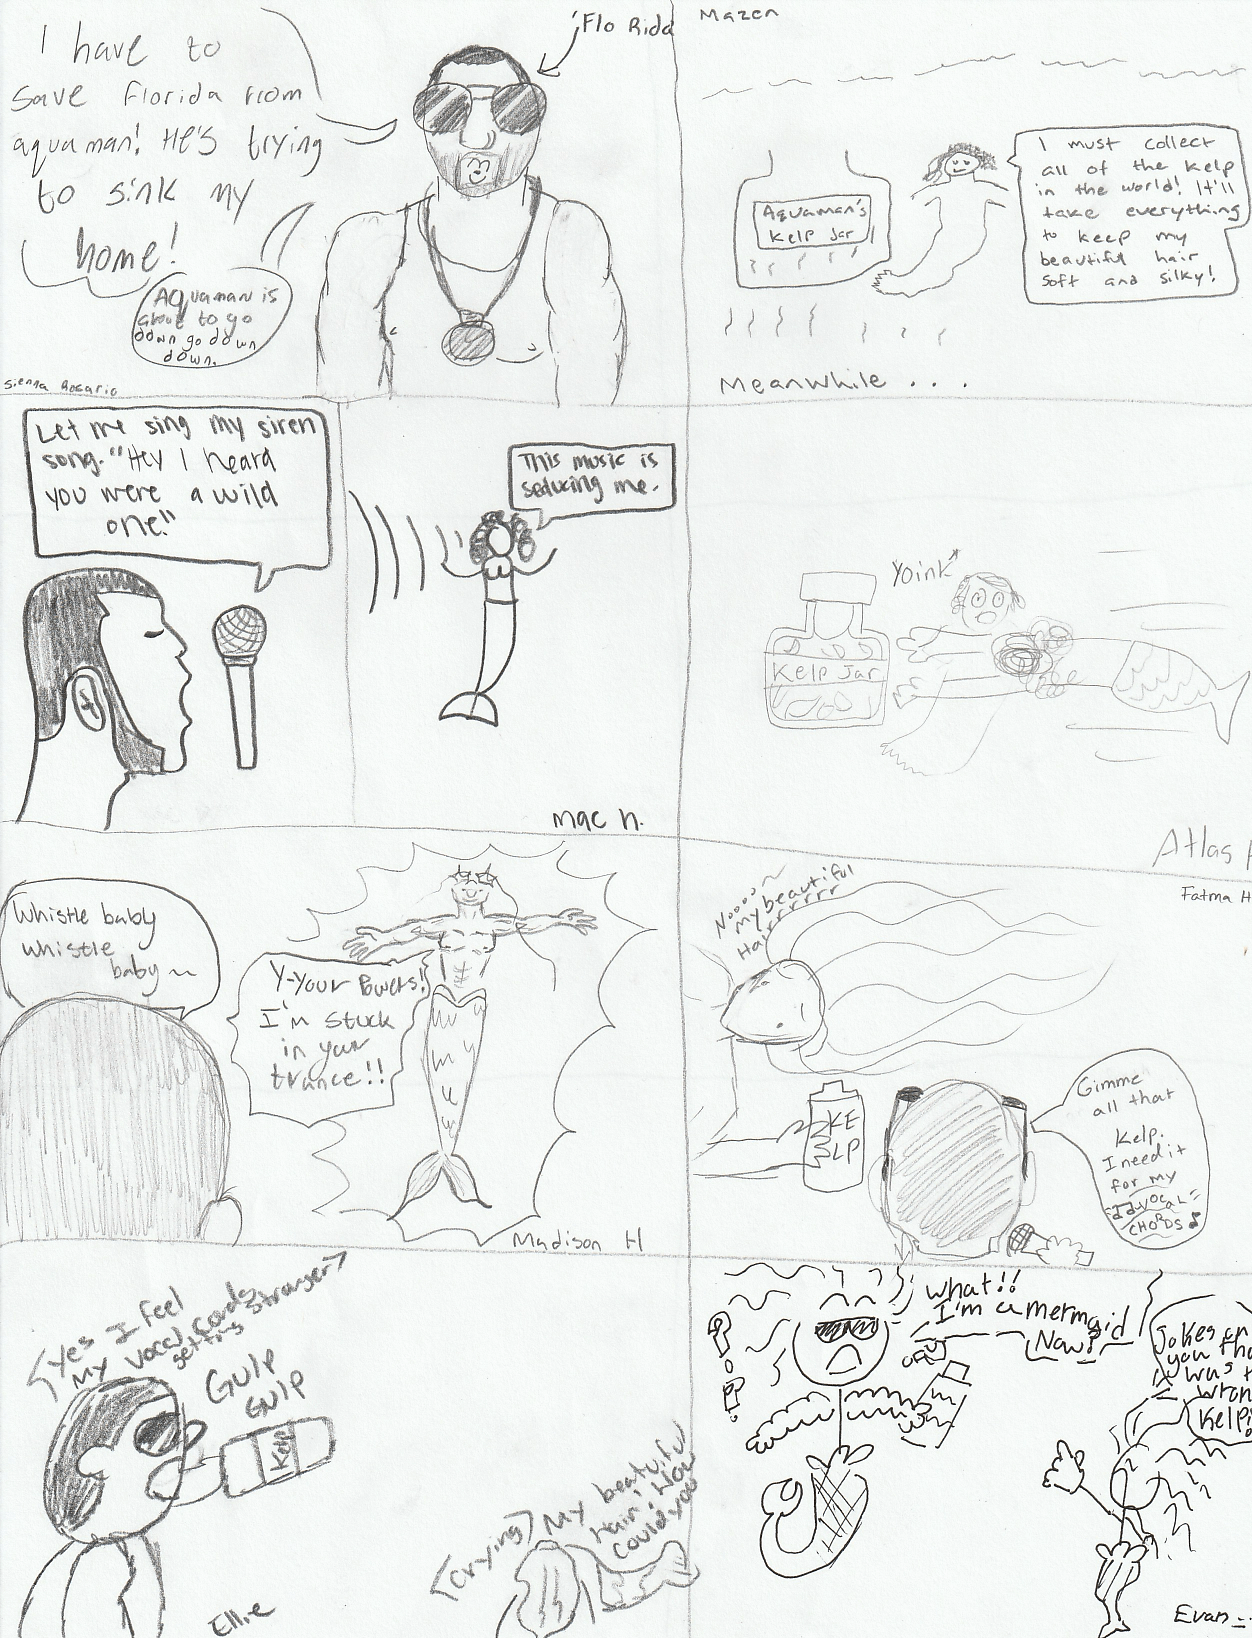 I have to
save Florida from
aquaman! He's trying
to sink my
home!
Aquaman is
about to go
down go down
down.
Flo Rida
Sienna Rosario
Mazen
Aquaman's
Kelp Jar
I must collect
all of the kelp
in the world! It'll
take everything
to keep my
beautiful hair
soft and silky!
Meanwhile . . .
Let me sing my siren
song. "Hey I heard
you were a wild
one."
This music is
seducing me.
Mac N.
Yoink
Kelp Jar
Atlas
Whistle baby
whistle
baby ~
Y-Your Powers!
I'm stuck
in your
trance!!
Madison H
Fatma H
Nooooo~
My beautiful
Hairrrrrr
KE
LP
Gimme
all that
Kelp.
I need it
for my
vocal
chords
Yes I feel
My vocal cords
getting stronger
Gulp
Gulp
Kelp
Ellie
[crying] My beautiful
Hair! How
could you
What!!
I'm a mermaid
Now?
Jokes on
you
was
wron
Kelp!
Evan